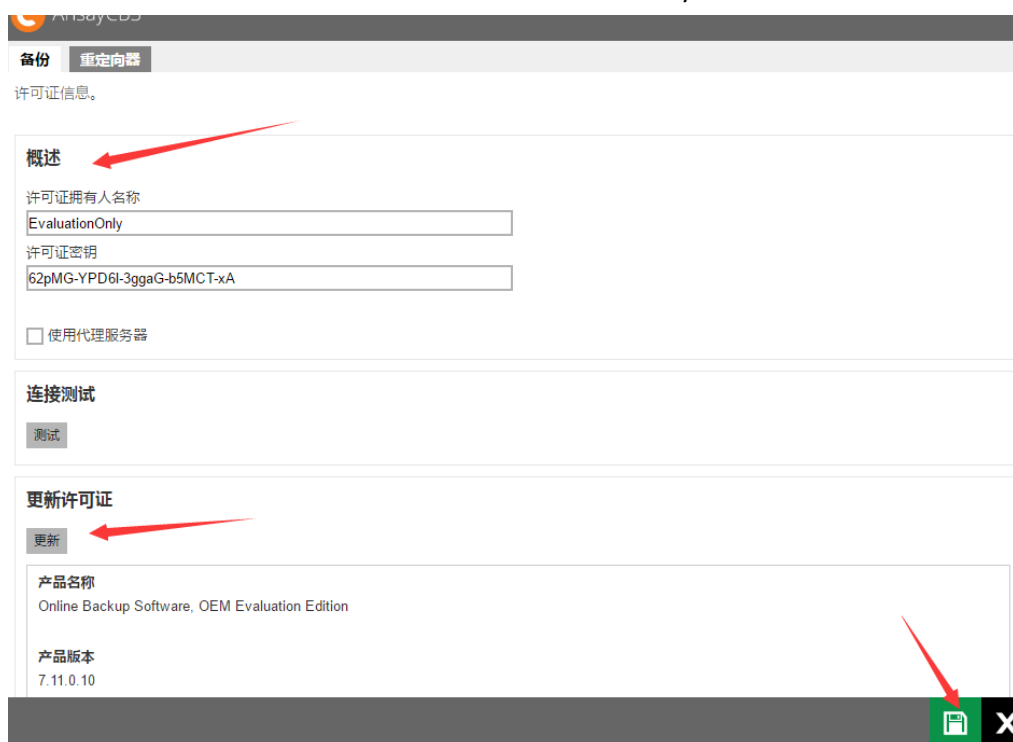 AhsayCBS
备份 重定向器
许可证信息。
概述
许可证拥有人名称
EvaluationOnly
许可证密钥
62pMG-YPD6I-3ggaG-b5MCT-xA
使用代理服务器
连接测试
测试
更新许可证
更新
产品名称
Online Backup Software, OEM Evaluation Edition
产品版本
7.11.0.10